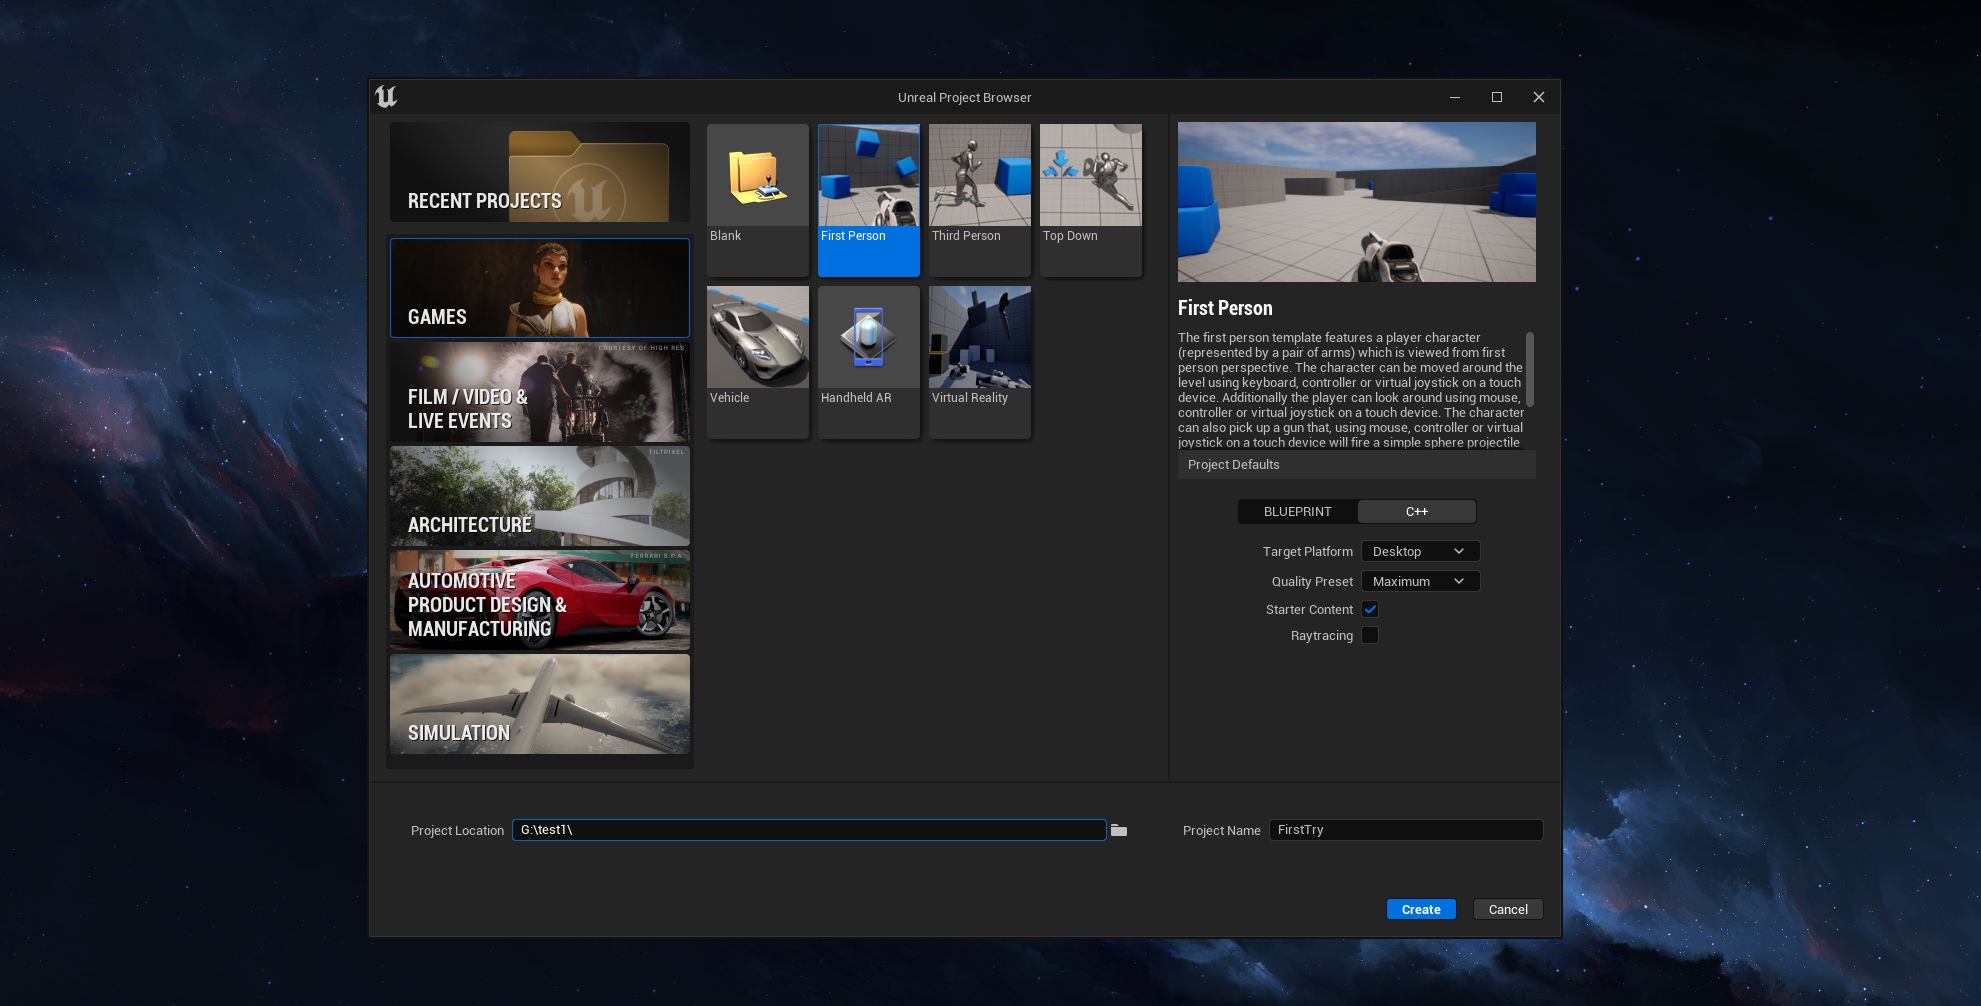 Unreal Project Browser
RECENT PROJECTS
GAMES
COURTESY OF HIGH RES
FILM / VIDEO &
LIVE EVENTS
TILTPIXEL
ARCHITECTURE
FERRARI S.P.A.
AUTOMOTIVE
PRODUCT DESIGN &
MANUFACTURING
SIMULATION
Blank
First Person
Third Person
Top Down
Vehicle
Handheld AR
Virtual Reality
First Person
The first person template features a player character
(represented by a pair of arms) which is viewed from first
person perspective. The character can be moved around the
level using keyboard, controller or virtual joystick on a touch
device. Additionally the player can look around using mouse,
controller or virtual joystick on a touch device. The character
can also pick up a gun that, using mouse, controller or virtual
joystick on a touch device will fire a simple sphere projectile
Project Defaults
BLUEPRINT
C++
Target Platform
Desktop
Quality Preset
Maximum
Starter Content
Raytracing
Project Location
G:\test1\
Project Name
FirstTry
Create
Cancel